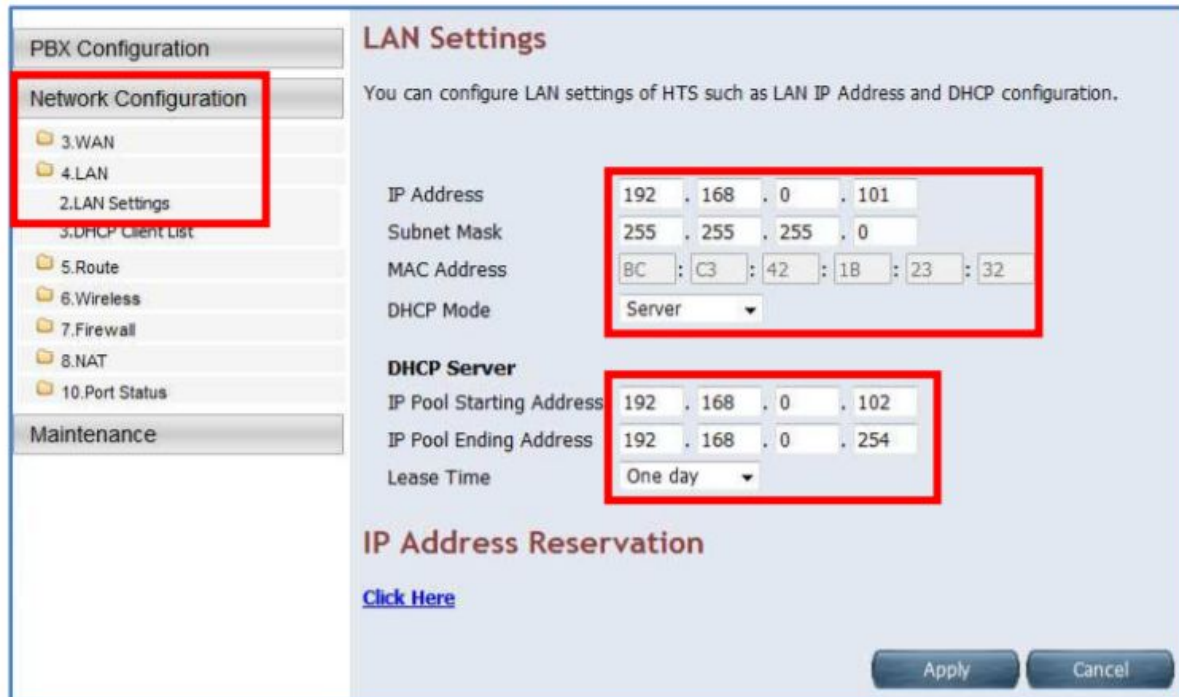 PBX Configuration
Network Configuration
3.WAN
4.LAN
2.LAN Settings
3.DHCP Client List
5.Route
6.Wireless
7.Firewall
8.NAT
10.Port Status
Maintenance
LAN Settings
You can configure LAN settings of HTS such as LAN IP Address and DHCP configuration.
IP Address 192 . 168 . 0 . 101
Subnet Mask 255 . 255 . 255 . 0
MAC Address BC : C3 : 42 : 1B : 23 : 32
DHCP Mode Server
DHCP Server
IP Pool Starting Address 192 . 168 . 0 . 102
IP Pool Ending Address 192 . 168 . 0 . 254
Lease Time One day
IP Address Reservation
Click Here
Apply Cancel